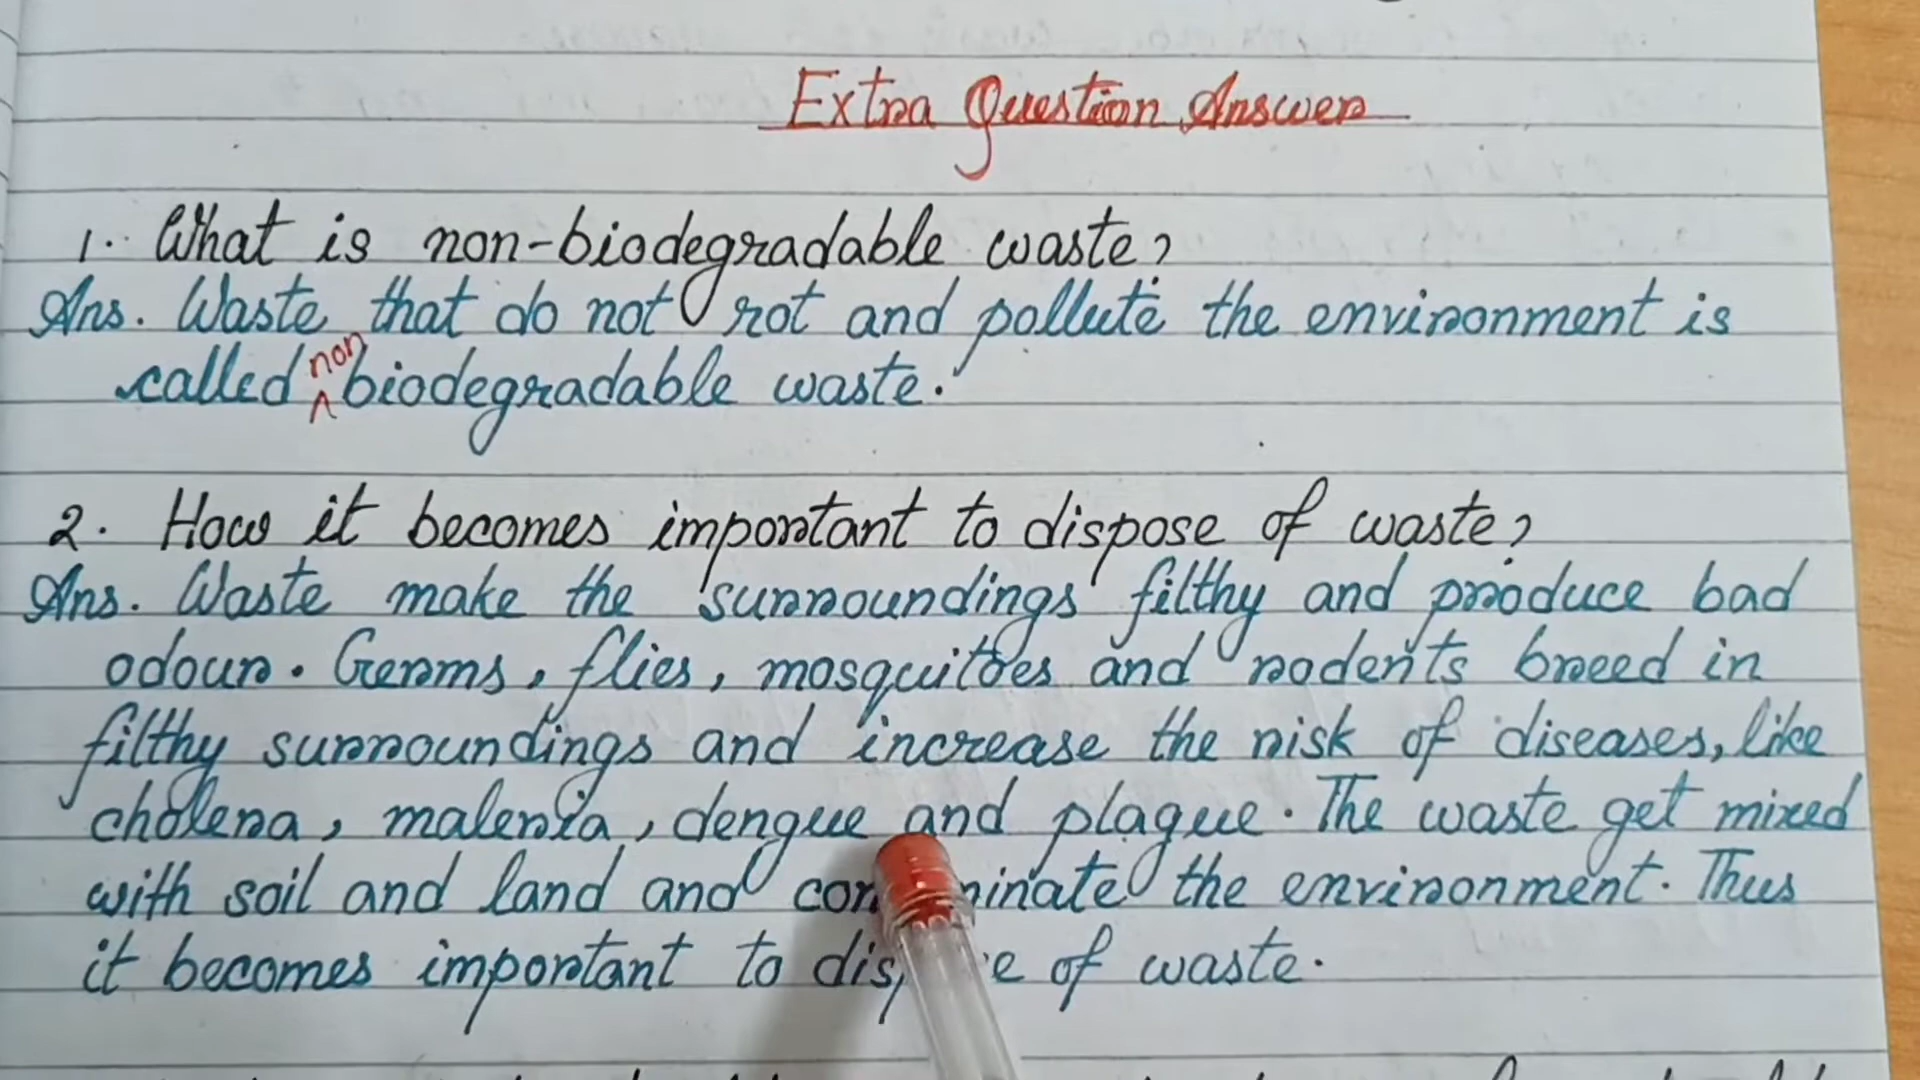 Extra Question Answer
1. What is non-biodegradable waste?
Ans. Waste that do not rot and pollute the environment is
called non biodegradable waste.
2. How it becomes important to dispose of waste?
Ans. Waste make the surroundings filthy and produce bad
odour. Germs, flies, mosquitoes and rodents breed in
filthy surroundings and increase the risk of diseases, like
cholera, maleria, dengue and plague. The waste get mixed
with soil and land and the environment. Thus
it becomes important to of waste.